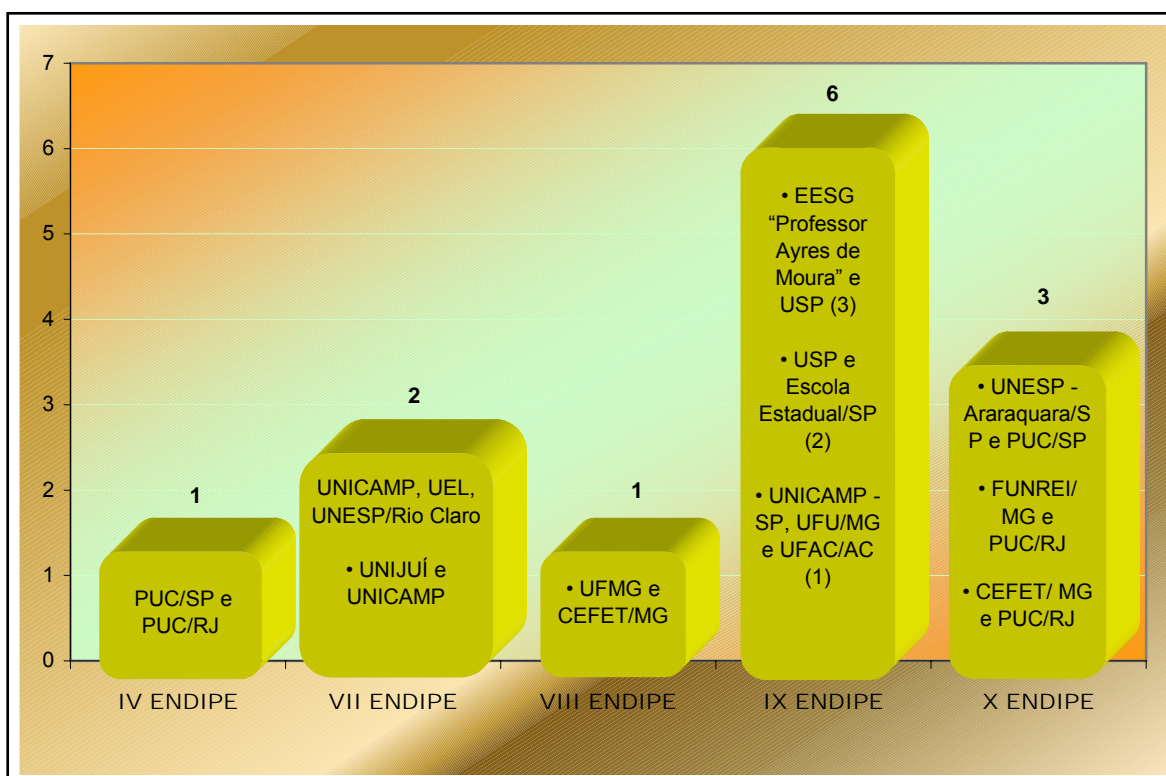 7
6
5
4
3
2
1
0
1
PUC/SP e
PUC/RJ
2
UNICAMP, UEL,
UNESP/Rio Claro
• UNIJUÍ e
UNICAMP
1
• UFMG e
CEFET/MG
6
• EESG
“Professor
Ayres de
Moura” e
USP (3)
• USP e
Escola
Estadual/SP
(2)
• UNICAMP -
SP, UFU/MG
e UFAC/AC
(1)
3
• UNESP -
Araraquara/S
P e PUC/SP
• FUNREI/
MG e
PUC/RJ
• CEFET/ MG
e PUC/RJ
IV ENDIPE
VII ENDIPE
VIII ENDIPE
IX ENDIPE
X ENDIPE